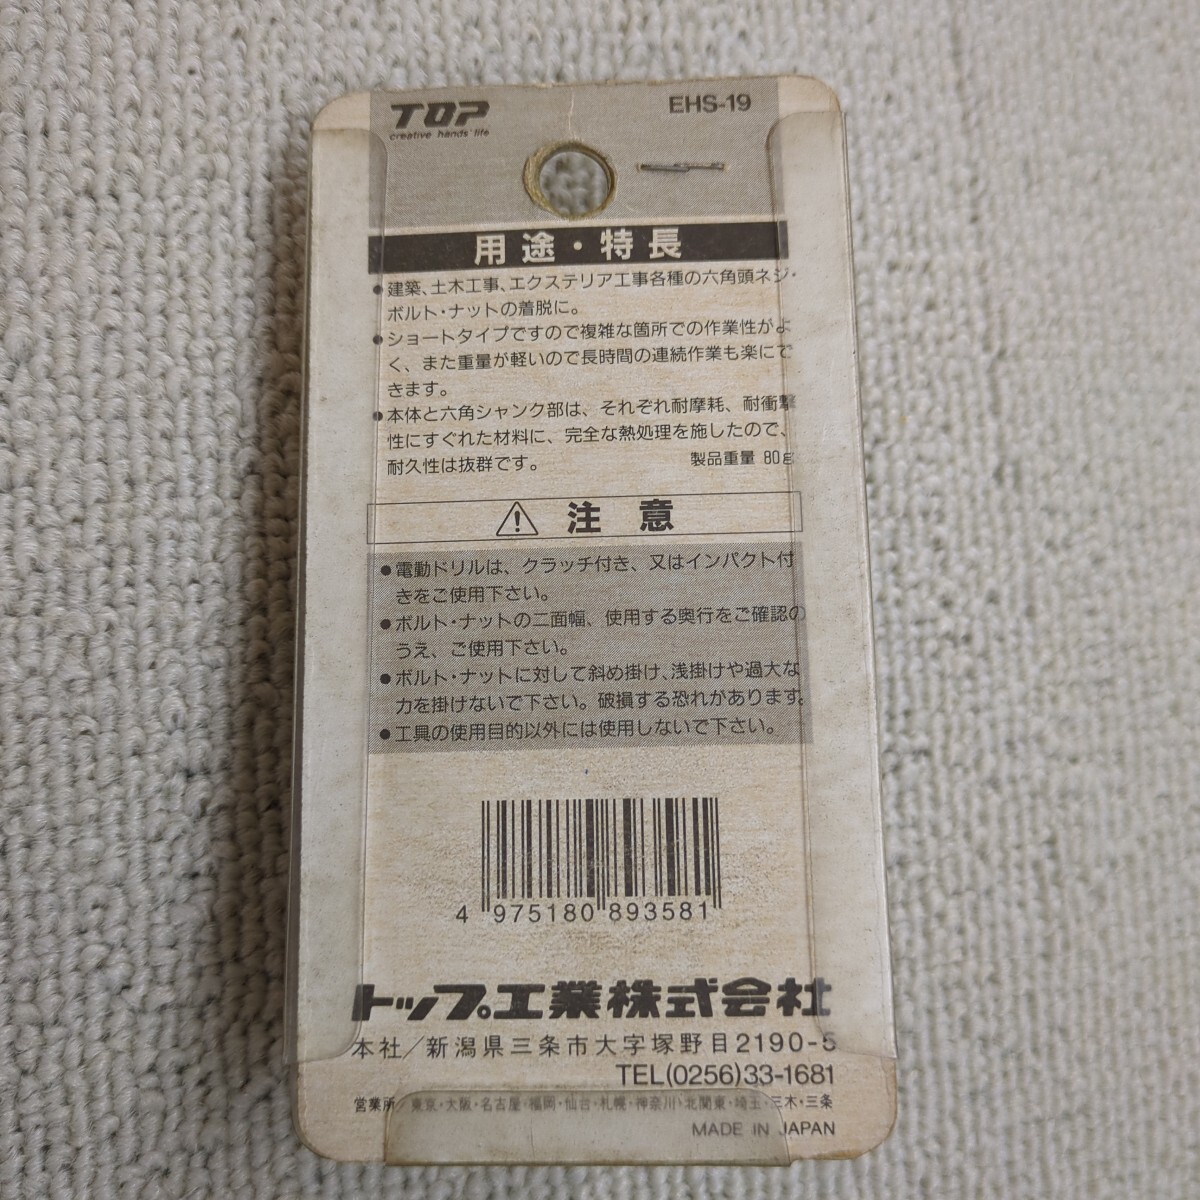 TOP
EHS-19
creative hands' life
用途・特長
●建築、土木工事、エクステリア工事各種の六角頭ネジ・
ボルト・ナットの着脱に。
●ショートタイプですので複雑な箇所での作業性がよ
く、また重量が軽いので長時間の連続作業も楽にで
きます。
●本体と六角シャンク部は、それぞれ耐摩耗、耐衝撃
性にすぐれた材料に、完全な熱処理を施したので、
耐久性は抜群です。 製品重量 80g
⚠ 注意
●電動ドリルは、クラッチ付き、又はインパクト付
きをご使用下さい。
●ボルト・ナットの二面幅、使用する奥行をご確認の
うえ、ご使用下さい。
●ボルト・ナットに対して斜め掛け、浅掛けや過大な
力を掛けないで下さい。破損する恐れがあります。
●工具の使用目的以外には使用しないで下さい。
4 975180 893581
トップ工業株式会社
本社/新潟県三条市大字塚野目2190-5
TEL(0256)33-1681
営業所/東京・大阪・名古屋・福岡・仙台・札幌・神奈川・北関東・埼玉・三木・三条
MADE IN JAPAN